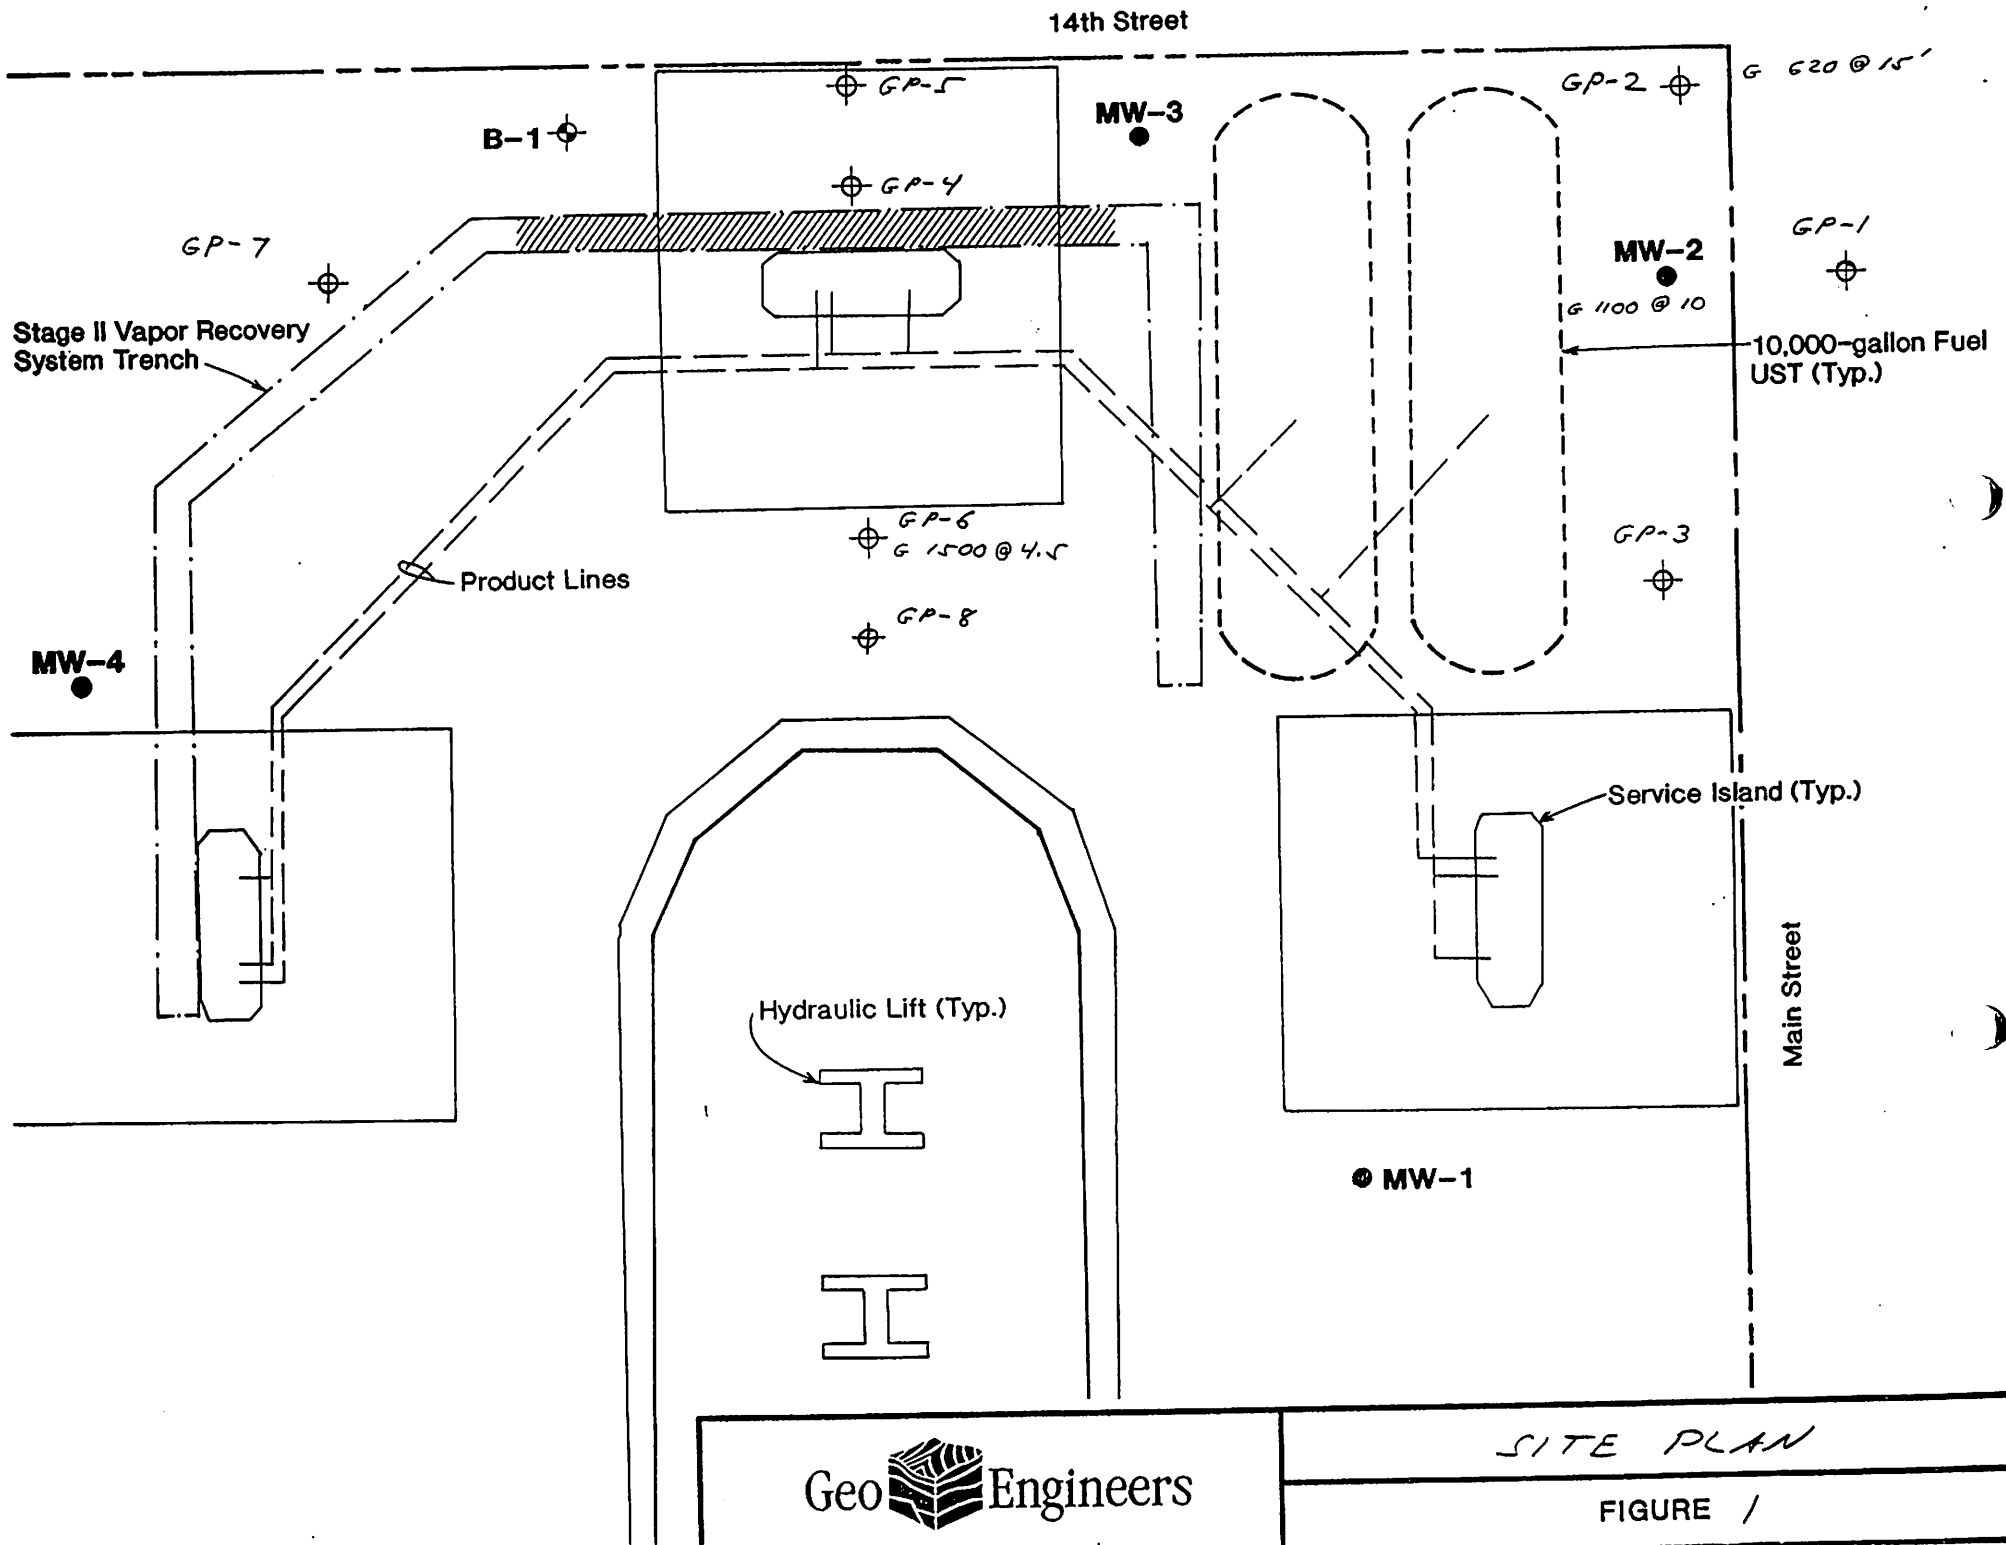 14th Street
GP-5
GP-2
G 620 @ 15'
B-1
MW-3
GP-4
GP-7
GP-1
MW-2
G 1100 @ 10
Stage II Vapor Recovery
System Trench
10,000-gallon Fuel
UST (Typ.)
GP-6
G 1500 @ 4.5
GP-3
Product Lines
GP-8
MW-4
Service Island (Typ.)
Main Street
Hydraulic Lift (Typ.)
MW-1
Geo Engineers
SITE PLAN
FIGURE 1